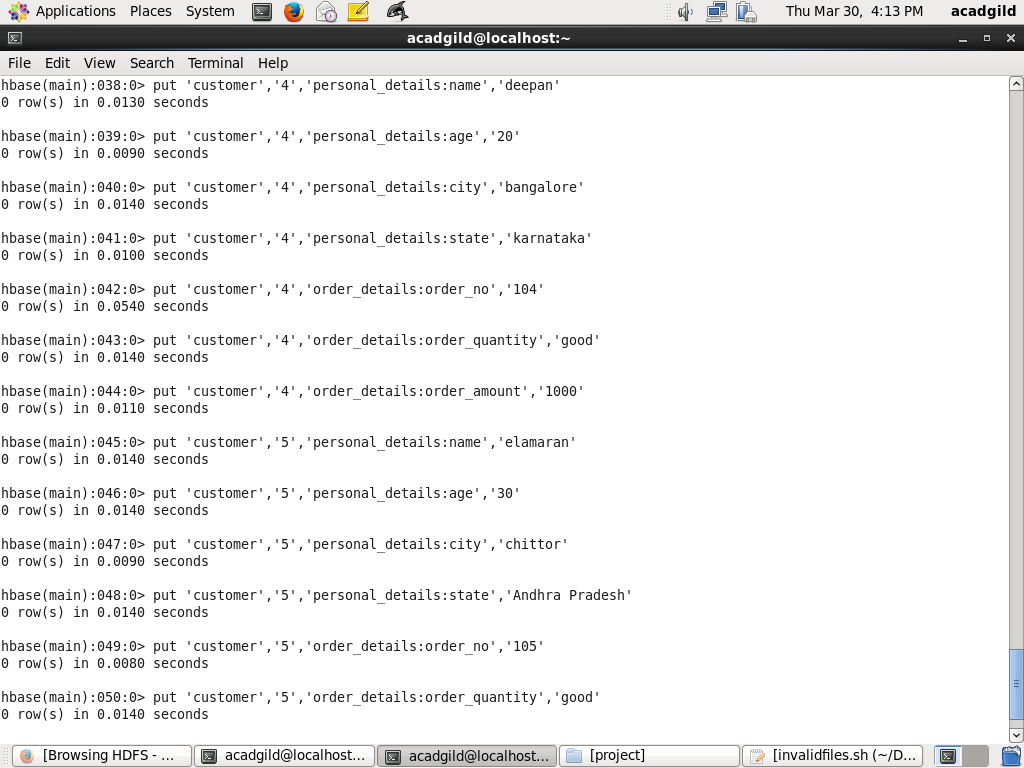 Applications Places System Thu Mar 30, 4:13 PM acadgild
acadgild@localhost:~
File Edit View Search Terminal Help
hbase(main):038:0> put 'customer','4','personal_details:name','deepan'
0 row(s) in 0.0130 seconds
hbase(main):039:0> put 'customer','4','personal_details:age','20'
0 row(s) in 0.0090 seconds
hbase(main):040:0> put 'customer','4','personal_details:city','bangalore'
0 row(s) in 0.0140 seconds
hbase(main):041:0> put 'customer','4','personal_details:state','karnataka'
0 row(s) in 0.0100 seconds
hbase(main):042:0> put 'customer','4','order_details:order_no','104'
0 row(s) in 0.0540 seconds
hbase(main):043:0> put 'customer','4','order_details:order_quantity','good'
0 row(s) in 0.0140 seconds
hbase(main):044:0> put 'customer','4','order_details:order_amount','1000'
0 row(s) in 0.0110 seconds
hbase(main):045:0> put 'customer','5','personal_details:name','elamaran'
0 row(s) in 0.0140 seconds
hbase(main):046:0> put 'customer','5','personal_details:age','30'
0 row(s) in 0.0140 seconds
hbase(main):047:0> put 'customer','5','personal_details:city','chittor'
0 row(s) in 0.0090 seconds
hbase(main):048:0> put 'customer','5','personal_details:state','Andhra Pradesh'
0 row(s) in 0.0140 seconds
hbase(main):049:0> put 'customer','5','order_details:order_no','105'
0 row(s) in 0.0080 seconds
hbase(main):050:0> put 'customer','5','order_details:order_quantity','good'
0 row(s) in 0.0140 seconds
[Browsing HDFS - ... acadgild@localhost... acadgild@localhost... [project] [invalidfiles.sh (~/D...